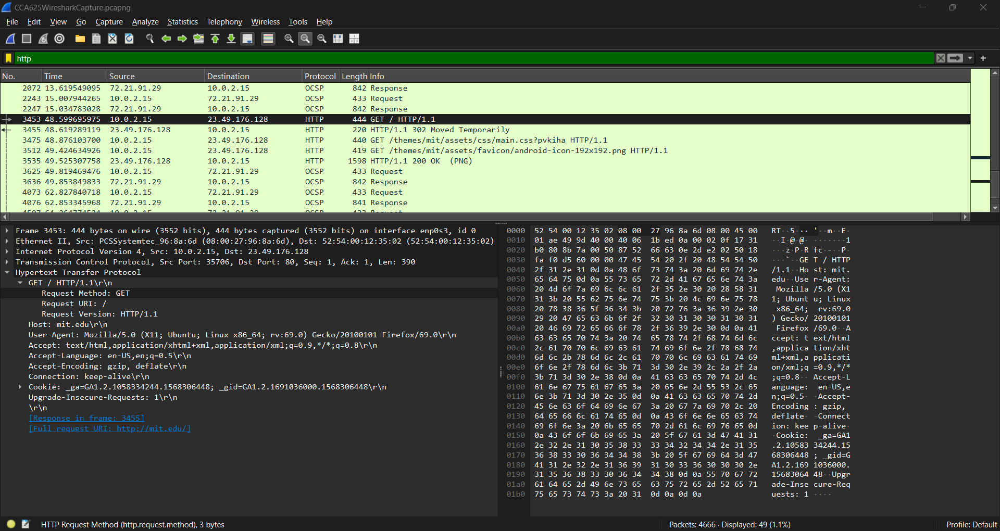 CCA625WiresharkCapture.pcapng
File Edit View Go Capture Analyze Statistics Telephony Wireless Tools Help
http
No. Time Source Destination Protocol Length Info
2072 13.619549095 72.21.91.29 10.0.2.15 OCSP 842 Response
2243 15.007944265 10.0.2.15 72.21.91.29 OCSP 433 Request
2247 15.034783028 72.21.91.29 10.0.2.15 OCSP 842 Response
3453 48.599695975 10.0.2.15 23.49.176.128 HTTP 444 GET / HTTP/1.1
3455 48.619289119 23.49.176.128 10.0.2.15 HTTP 220 HTTP/1.1 302 Moved Temporarily
3475 48.876103700 10.0.2.15 23.49.176.128 HTTP 440 GET /themes/mit/assets/css/main.css?pvkiha HTTP/1.1
3512 49.424634926 10.0.2.15 23.49.176.128 HTTP 419 GET /themes/mit/assets/favicon/android-icon-192x192.png HTTP/1.1
3535 49.525307758 23.49.176.128 10.0.2.15 HTTP 1598 HTTP/1.1 200 OK (PNG)
3625 49.819469476 10.0.2.15 72.21.91.29 OCSP 433 Request
3636 49.853849833 72.21.91.29 10.0.2.15 OCSP 842 Response
4073 62.827840718 10.0.2.15 72.21.91.29 OCSP 433 Request
4076 62.853345968 72.21.91.29 10.0.2.15 OCSP 841 Response
Frame 3453: 444 bytes on wire (3552 bits), 444 bytes captured (3552 bits) on interface enp0s3, id 0
Ethernet II, Src: PCSSystemtec_96:8a:6d (08:00:27:96:8a:6d), Dst: 52:54:00:12:35:02 (52:54:00:12:35:02)
Internet Protocol Version 4, Src: 10.0.2.15, Dst: 23.49.176.128
Transmission Control Protocol, Src Port: 35706, Dst Port: 80, Seq: 1, Ack: 1, Len: 390
Hypertext Transfer Protocol
GET / HTTP/1.1\r\n
Request Method: GET
Request URI: /
Request Version: HTTP/1.1
Host: mit.edu\r\n
User-Agent: Mozilla/5.0 (X11; Ubuntu; Linux x86_64; rv:69.0) Gecko/20100101 Firefox/69.0\r\n
Accept: text/html,application/xhtml+xml,application/xml;q=0.9,*/*;q=0.8\r\n
Accept-Language: en-US,en;q=0.5\r\n
Accept-Encoding: gzip, deflate\r\n
Connection: keep-alive\r\n
Cookie: _ga=GA1.2.1058334244.1568306448; _gid=GA1.2.1691036000.1568306448\r\n
Upgrade-Insecure-Requests: 1\r\n
\r\n
[Response in frame: 3455]
[Full request URI: http://mit.edu/]
0000 52 54 00 12 35 02 08 00 27 96 8a 6d 08 00 45 00 RT··5··· '··m··E·
0010 01 ae 49 9d 40 00 40 06 1b ed 0a 00 02 0f 17 31 ··I·@·@· ·······1
0020 b0 80 8b 7a 00 50 87 52 66 63 0e 2d e2 02 50 18 ···z·P·R fc·-··P·
0030 fa f0 d5 60 00 00 47 45 54 20 2f 20 48 54 54 50 ···`··GE T / HTTP
0040 2f 31 2e 31 0d 0a 48 6f 73 74 3a 20 6d 69 74 2e /1.1··Ho st: mit.
0050 65 64 75 0d 0a 55 73 65 72 2d 41 67 65 6e 74 3a edu··Use r-Agent:
0060 20 4d 6f 7a 69 6c 6c 61 2f 35 2e 30 20 28 58 31 Mozilla /5.0 (X1
0070 31 3b 20 55 62 75 6e 74 75 3b 20 4c 69 6e 75 78 1; Ubunt u; Linux
0080 20 78 38 36 5f 36 34 3b 20 72 76 3a 36 39 2e 30 x86_64; rv:69.0
0090 29 20 47 65 63 6b 6f 2f 32 30 31 30 30 31 30 31 ) Gecko/ 20100101
00a0 20 46 69 72 65 66 6f 78 2f 36 39 2e 30 0d 0a 41 Firefox /69.0··A
00b0 63 63 65 70 74 3a 20 74 65 78 74 2f 68 74 6d 6c ccept: t ext/html
00c0 2c 61 70 70 6c 69 63 61 74 69 6f 6e 2f 78 68 74 ,applica tion/xht
00d0 6d 6c 2b 78 6d 6c 2c 61 70 70 6c 69 63 61 74 69 ml+xml,a pplicati
00e0 6f 6e 2f 78 6d 6c 3b 71 3d 30 2e 39 2c 2a 2f 2a on/xml;q =0.9,*/*
00f0 3b 71 3d 30 2e 38 0d 0a 41 63 63 65 70 74 2d 4c ;q=0.8·· Accept-L
0100 61 6e 67 75 61 67 65 3a 20 65 6e 2d 55 53 2c 65 anguage: en-US,e
0110 6e 3b 71 3d 30 2e 35 0d 0a 41 63 63 65 70 74 2d n;q=0.5· ·Accept-
0120 45 6e 63 6f 64 69 6e 67 3a 20 67 7a 69 70 2c 20 Encoding : gzip,
0130 64 65 66 6c 61 74 65 0d 0a 43 6f 6e 6e 65 63 74 deflate· ·Connect
0140 69 6f 6e 3a 20 6b 65 65 70 2d 61 6c 69 76 65 0d ion: kee p-alive·
0150 0a 43 6f 6f 6b 69 65 3a 20 5f 67 61 3d 47 41 31 ·Cookie: _ga=GA1
0160 2e 32 2e 31 30 35 38 33 33 34 32 34 34 2e 31 35 .2.10583 34244.15
0170 36 38 33 30 36 34 34 38 3b 20 5f 67 69 64 3d 47 68306448 ; _gid=G
0180 41 31 2e 32 2e 31 36 39 31 30 33 36 30 30 30 2e A1.2.169 1036000.
0190 31 35 36 38 33 30 36 34 34 38 0d 0a 55 70 67 72 15683064 48··Upgr
01a0 61 64 65 2d 49 6e 73 65 63 75 72 65 2d 52 65 71 ade-Inse cure-Req
01b0 75 65 73 74 73 3a 20 31 0d 0a 0d 0a uests: 1 ····
HTTP Request Method (http.request.method), 3 bytes
Packets: 4666 · Displayed: 49 (1.1%)
Profile: Default